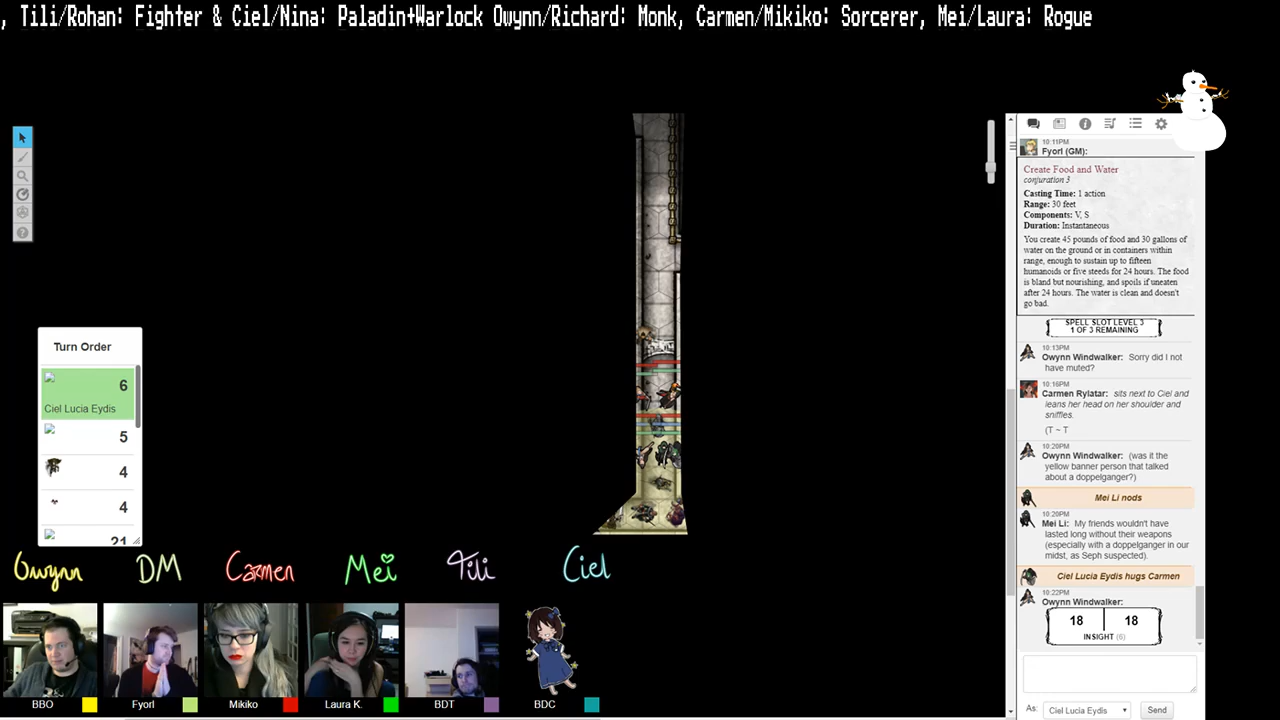 , Tili/Rohan: Fighter & Ciel/Nina: Paladin+Warlock Owynn/Richard: Monk, Carmen/Mikiko: Sorcerer, Mei/Laura: Rogue
10:11PM
Fyorl (GM):
Create Food and Water
conjuration 3
Casting Time: 1 action
Range: 30 feet
Components: V, S
Duration: Instantaneous
You create 45 pounds of food and 30 gallons of
water on the ground or in containers within
range, enough to sustain up to fifteen
humanoids or five steeds for 24 hours. The food
is bland but nourishing, and spoils if uneaten
after 24 hours. The water is clean and doesn't
go bad.
SPELL SLOT LEVEL 3
1 OF 3 REMAINING
10:13PM
Owynn Windwalker: Sorry did I not
have muted?
10:16PM
Carmen Rylatar: sits next to Ciel and
leans her head on her shoulder and
sniffles.
(T ~ T
10:20PM
Owynn Windwalker: (was it the
yellow banner person that talked
about a doppelganger?)
Mei Li nods
10:20PM
Mei Li: My friends wouldn't have
lasted long without their weapons
(especially with a doppelganger in our
midst, as Seph suspected).
Ciel Lucia Eydis hugs Carmen
10:22PM
Owynn Windwalker:
18 18
INSIGHT (6)
As: Ciel Lucia Eydis Send
Turn Order
6
Ciel Lucia Eydis
5
4
4
21
Owynn DM Carmen Mei Tili Ciel
BBO Fyorl Mikiko Laura K. BDT BDC